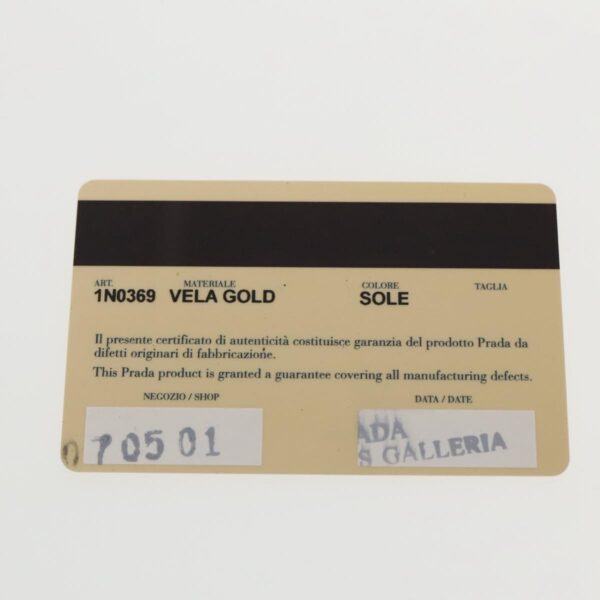 ART. MATERIALE COLORE TAGLIA
1N0369 VELA GOLD SOLE
Il presente certificato di autenticità costituisce garanzia del prodotto Prada da
difetti originari di fabbricazione.
This Prada product is granted a guarantee covering all manufacturing defects.
NEGOZIO / SHOP DATA / DATE
070501
ADA
S GALLERIA